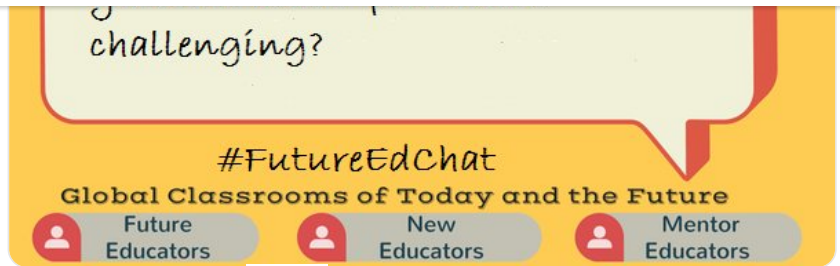 challenging?
#FutureEdChat
Global Classrooms of Today and the Future
Future
Educators
New
Educators
Mentor
Educators